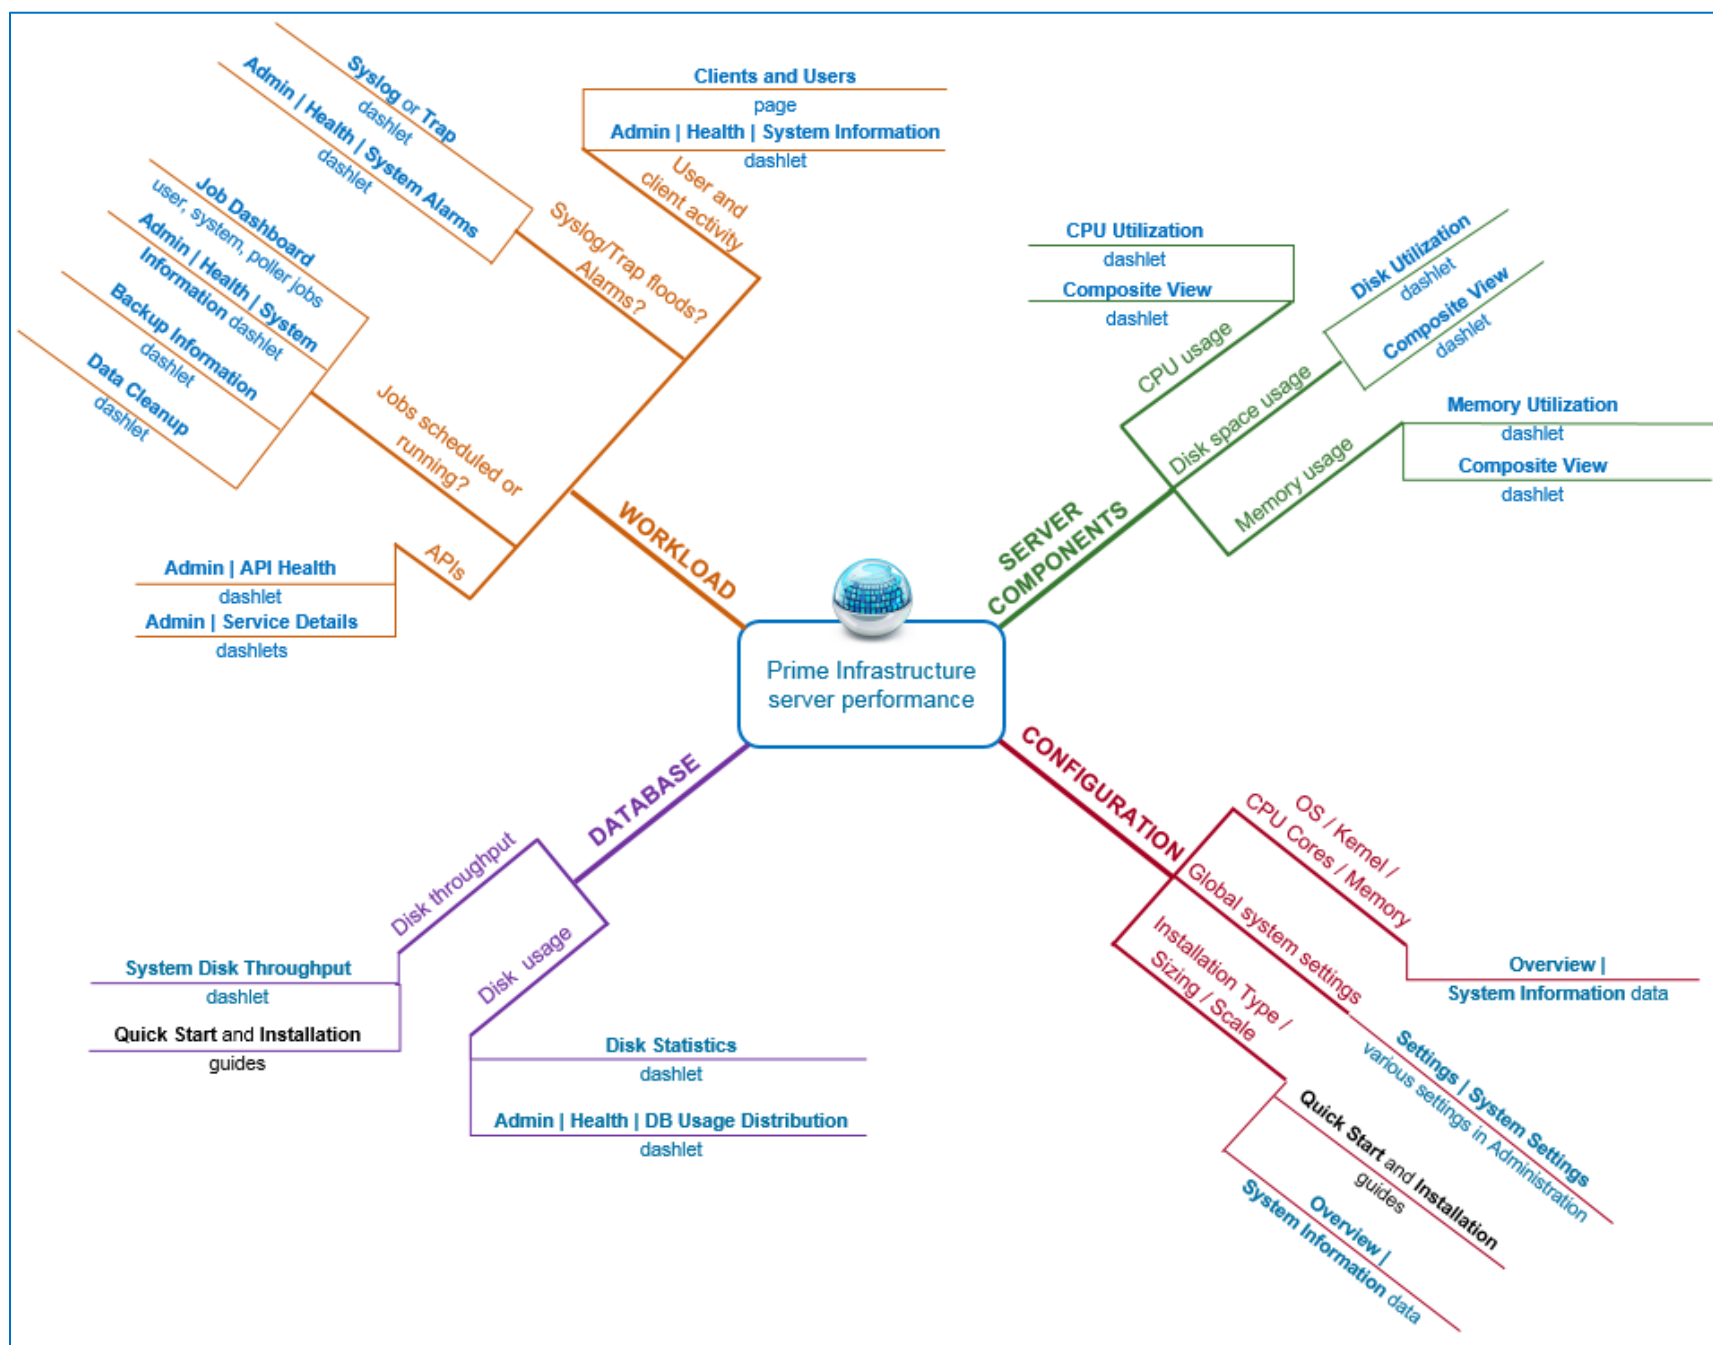 Syslog or Trap
dashlet
Admin | Health | System Alarms
dashlet
Clients and Users
page
Admin | Health | System Information
dashlet
User and
client activity
Syslog/Trap floods?
Alarms?
Job Dashboard
user, system, poller jobs
Admin | Health | System
Information dashlet
Backup Information
dashlet
Data Cleanup
dashlet
Jobs scheduled or
running?
APIs
Admin | API Health
dashlet
Admin | Service Details
dashlets
WORKLOAD
CPU Utilization
dashlet
Composite View
dashlet
CPU usage
Disk Utilization
dashlet
Composite View
dashlet
Disk space usage
Memory Utilization
dashlet
Composite View
dashlet
Memory usage
SERVER
COMPONENTS
Prime Infrastructure
server performance
DATABASE
Disk throughput
System Disk Throughput
dashlet
Quick Start and Installation
guides
Disk usage
Disk Statistics
dashlet
Admin | Health | DB Usage Distribution
dashlet
CONFIGURATION
OS / Kernel /
CPU Cores / Memory
Overview |
System Information data
Global system settings
Settings | System Settings
various settings in Administration
Installation Type /
Sizing / Scale
Quick Start and Installation
guides
Overview |
System Information data